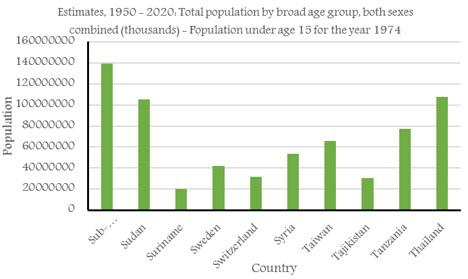 Estimates, 1950 - 2020: Total population by broad age group, both sexes
combined (thousands) - Population under age 15 for the year 1974
160000000
140000000
120000000
100000000
80000000
60000000
40000000
20000000
0
Population
Sub-…
Sudan
Suriname
Sweden
Switzerland
Syria
Taiwan
Tajikistan
Tanzania
Thailand
Country